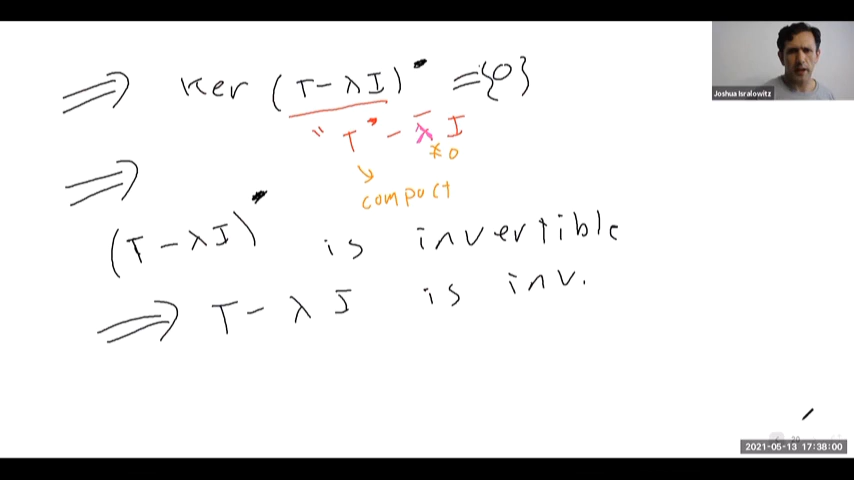 ⟹ ker (T - λI)* = {0}
" T* - λ̄ I
≠ 0
↘
compact
⟹
(T - λI)* is invertible
⟹ T - λ I is inv.
Joshua Isralowitz
2021-05-13 17:38:00